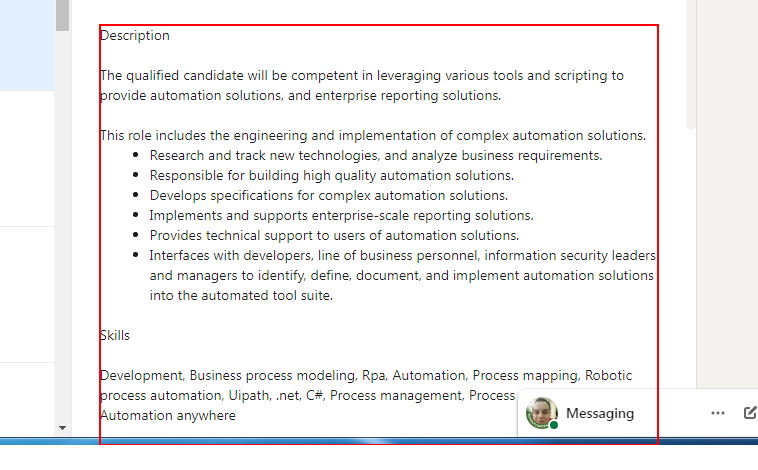 Description
The qualified candidate will be competent in leveraging various tools and scripting to
provide automation solutions, and enterprise reporting solutions.
This role includes the engineering and implementation of complex automation solutions.
Research and track new technologies, and analyze business requirements.
Responsible for building high quality automation solutions.
Develops specifications for complex automation solutions.
Implements and supports enterprise-scale reporting solutions.
Provides technical support to users of automation solutions.
Interfaces with developers, line of business personnel, information security leaders
and managers to identify, define, document, and implement automation solutions
into the automated tool suite.
Skills
Development, Business process modeling, Rpa, Automation, Process mapping, Robotic
process automation, Uipath, .net, C#, Process management, Process
Automation anywhere
Messaging